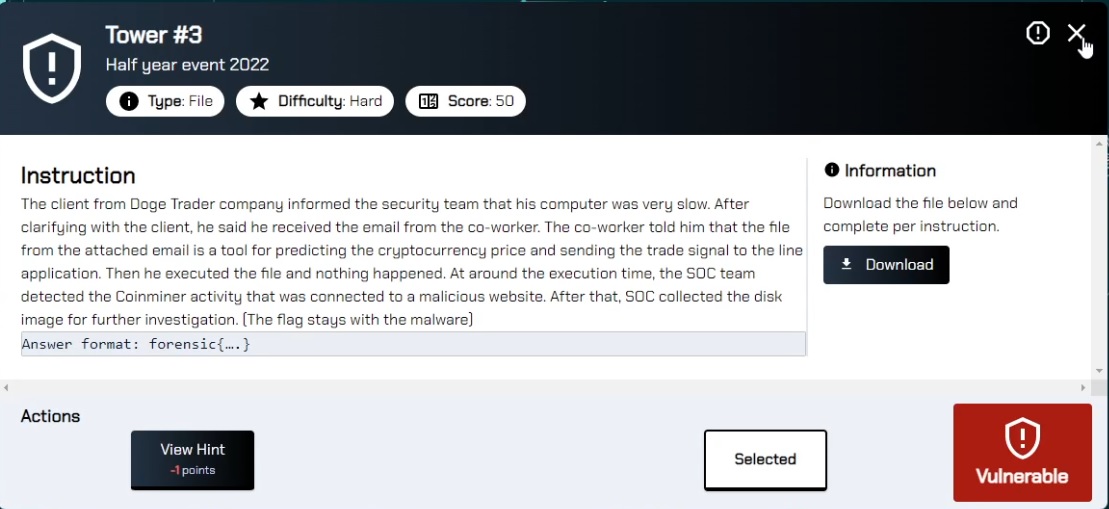 Tower #3
Half year event 2022
Type: File
Difficulty: Hard
Score: 50
Instruction
The client from Doge Trader company informed the security team that his computer was very slow. After
clarifying with the client, he said he received the email from the co-worker. The co-worker told him that the file
from the attached email is a tool for predicting the cryptocurrency price and sending the trade signal to the line
application. Then he executed the file and nothing happened. At around the execution time, the SOC team
detected the Coinminer activity that was connected to a malicious website. After that, SOC collected the disk
image for further investigation. (The flag stays with the malware)
Answer format: forensic{….}
Information
Download the file below and
complete per instruction.
Download
Actions
View Hint
-1 points
Selected
Vulnerable